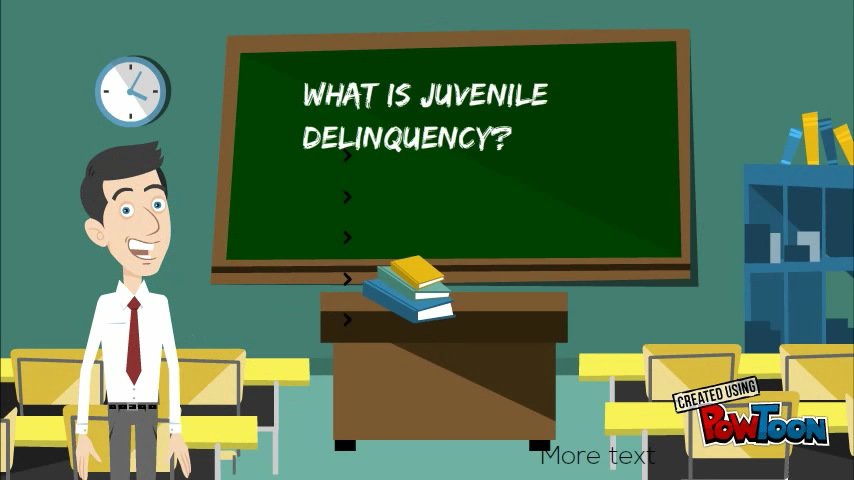 WHAT IS JUVENILE
DELINQUENCY?
CREATED USING
POWTOON
More text